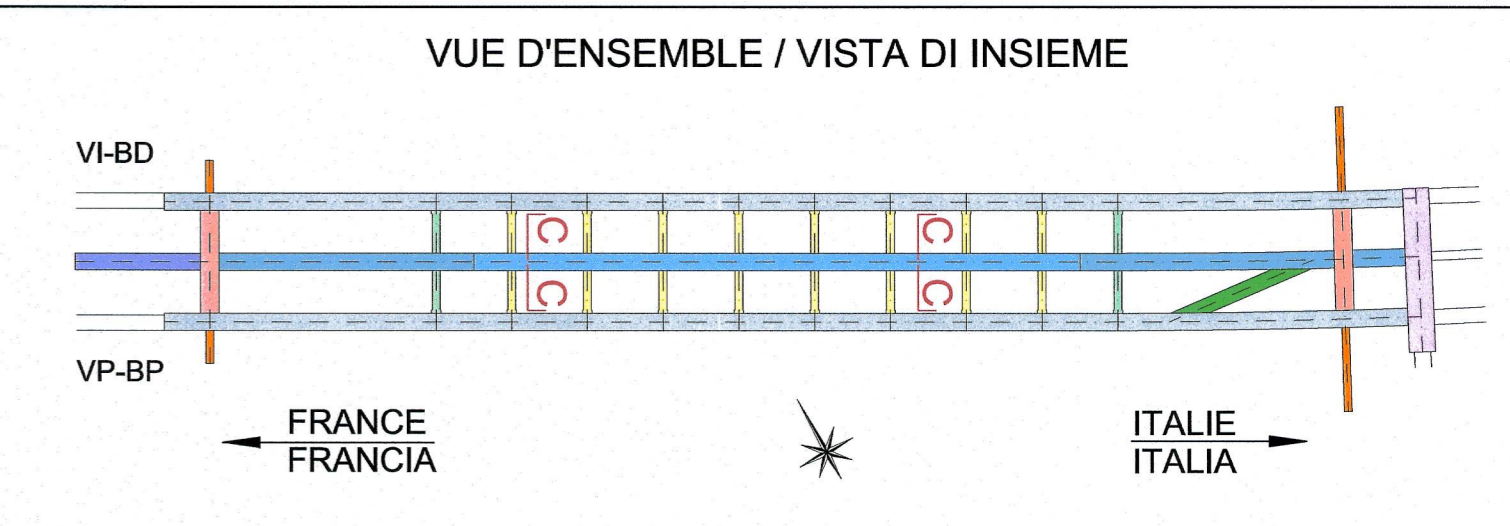 VUE D'ENSEMBLE / VISTA DI INSIEME
VI-BD
C
C
C
C
VP-BP
FRANCE
FRANCIA
ITALIE
ITALIA